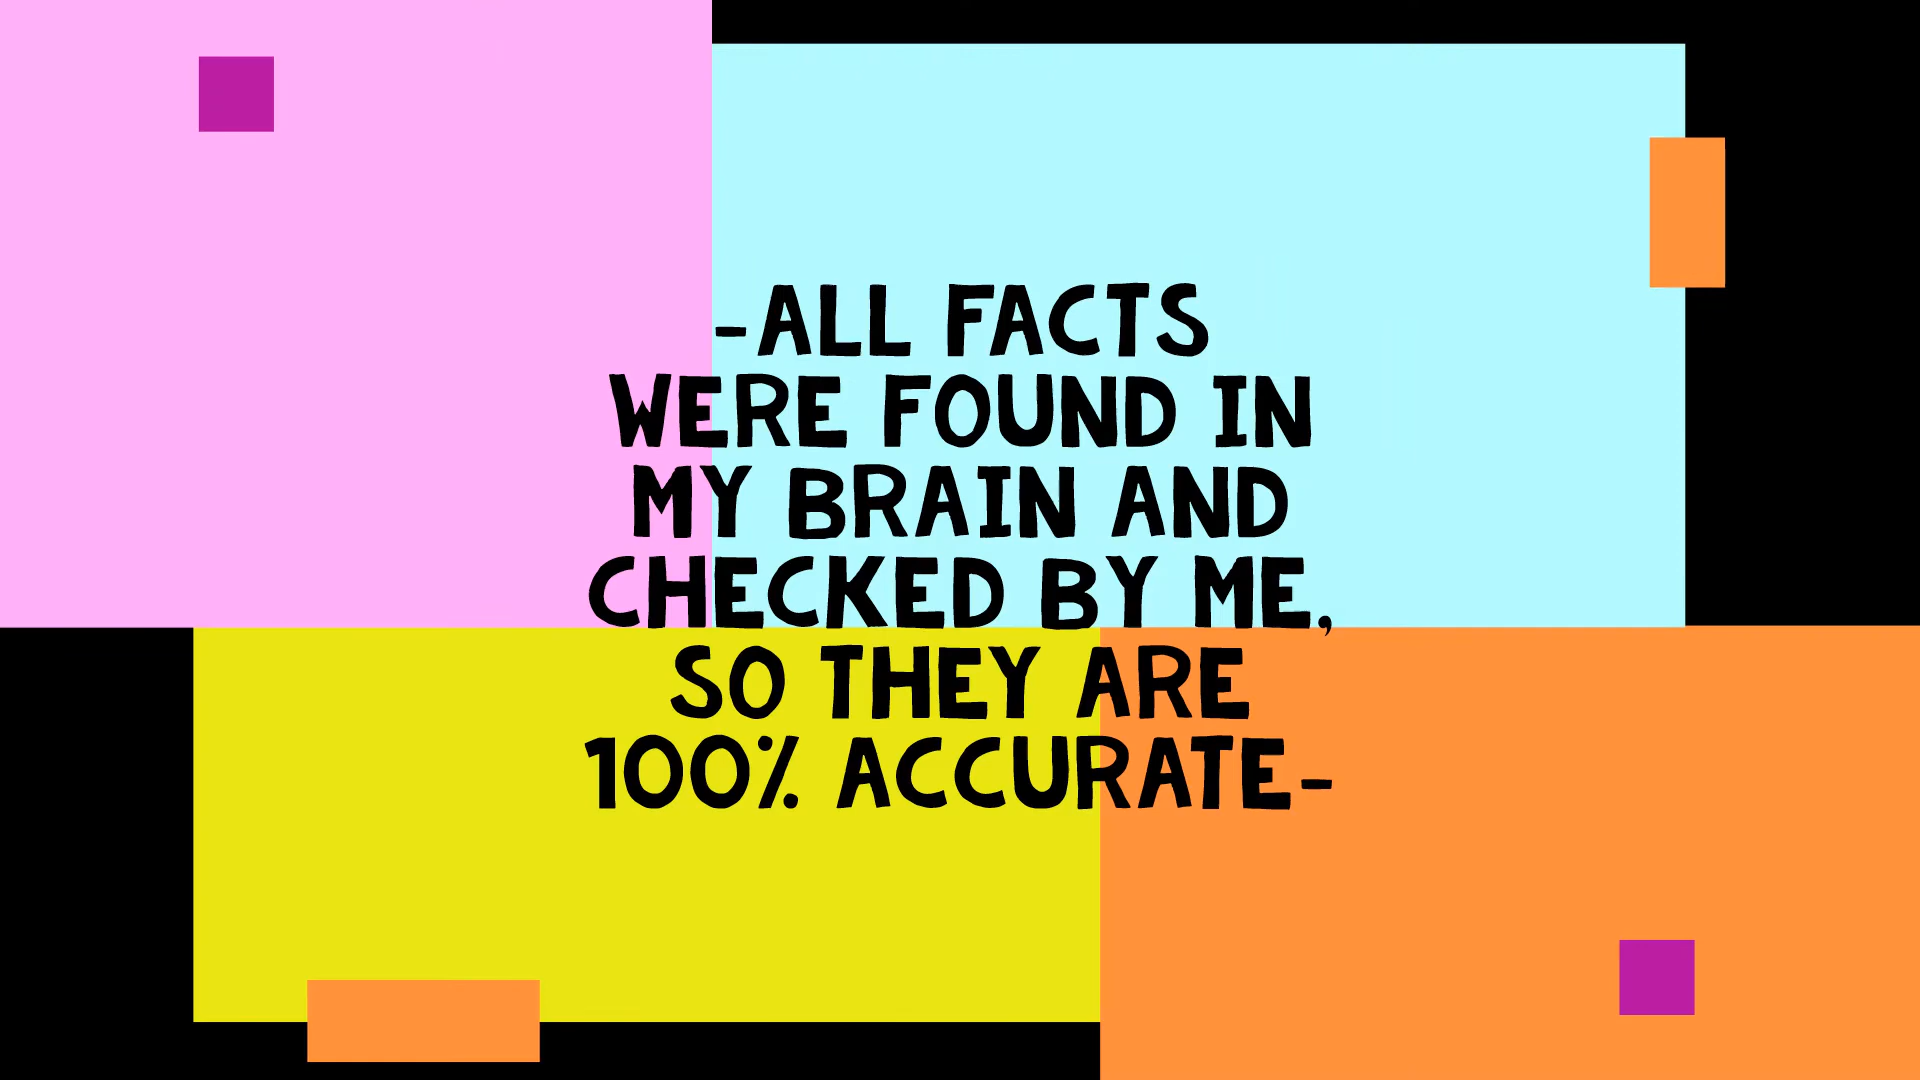 -ALL FACTS
WERE FOUND IN
MY BRAIN AND
CHECKED BY ME,
SO THEY ARE
100% ACCURATE-